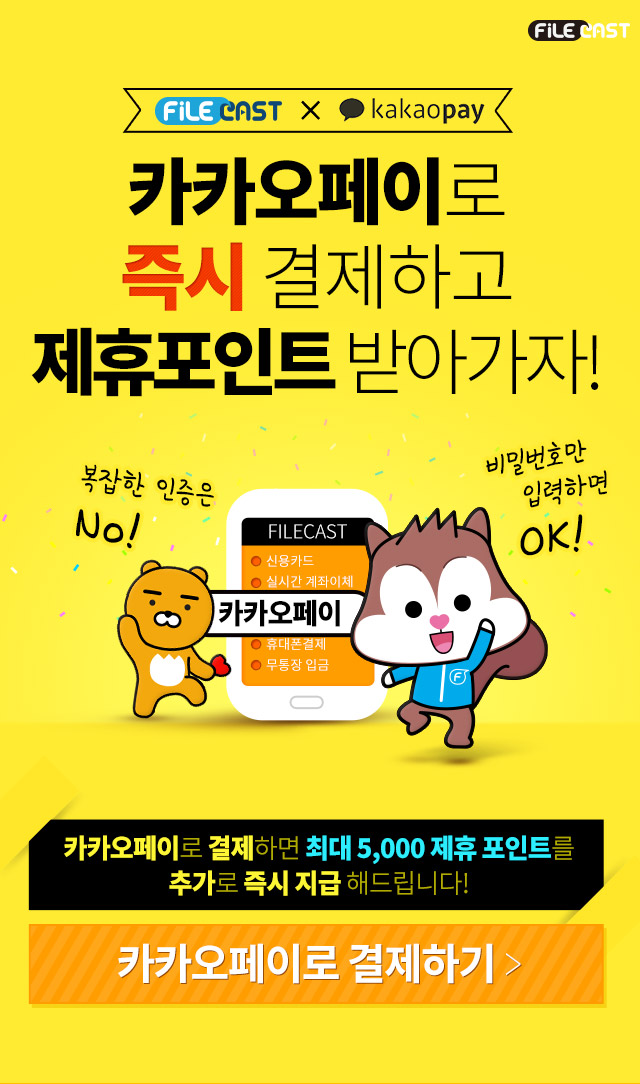 FiLECAST
FiLECAST × kakaopay
카카오페이로
즉시 결제하고
제휴포인트 받아가자!
복잡한 인증은
No!
비밀번호만
입력하면
OK!
FILECAST
신용카드
실시간 계좌이체
카카오페이
휴대폰결제
무통장 입금
카카오페이로 결제하면 최대 5,000 제휴 포인트를
추가로 즉시 지급 해드립니다!
카카오페이로 결제하기 >